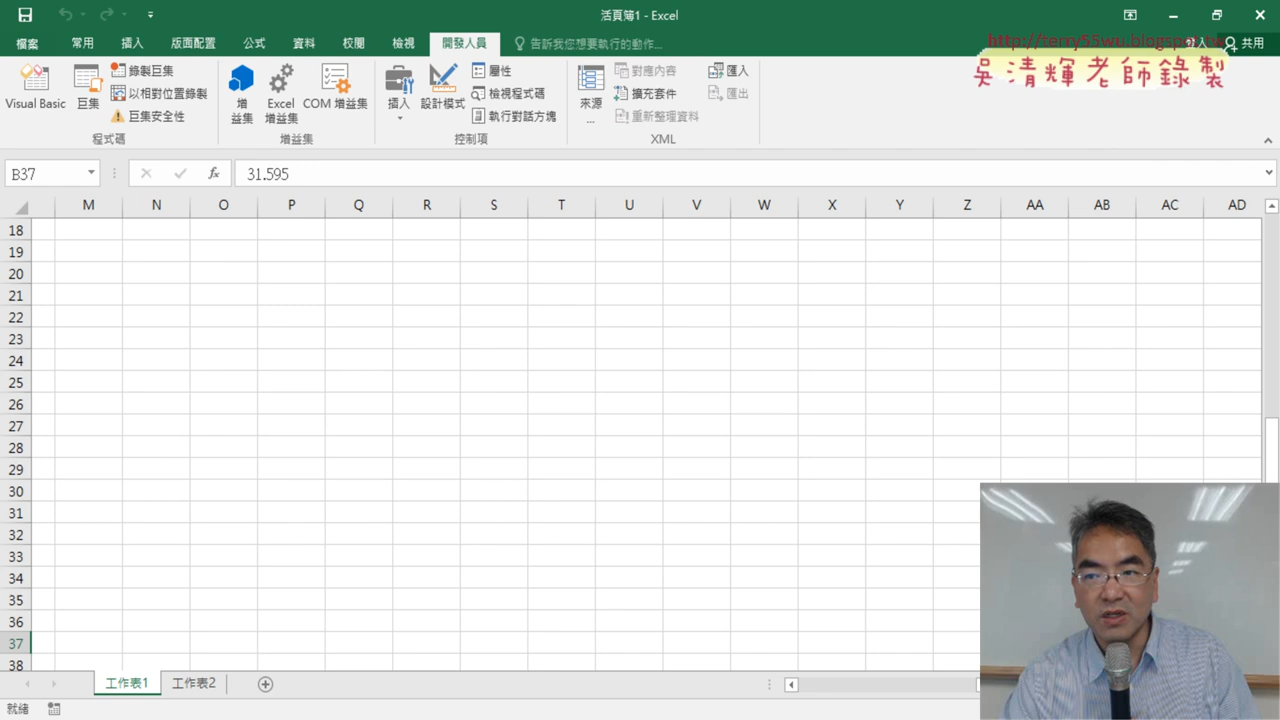 活頁簿1 - Excel
檔案 常用 插入 版面配置 公式 資料 校閱 檢視 開發人員 告訴我您想要執行的動作... 登入 共用
http://terry55wu.blogspot.tw
吳清輝老師錄製
Visual Basic 巨集 錄製巨集 以相對位置錄製 巨集安全性
程式碼
增益集 Excel 增益集 COM 增益集
增益集
插入 設計模式 屬性 檢視程式碼 執行對話方塊
控制項
來源... 對應內容 擴充套件 重新整理資料 匯入 匯出
XML
B37 fx 31.595
M N O P Q R S T U V W X Y Z AA AB AC AD
18
19
20
21
22
23
24
25
26
27
28
29
30
31
32
33
34
35
36
37
38
工作表1 工作表2
就緒